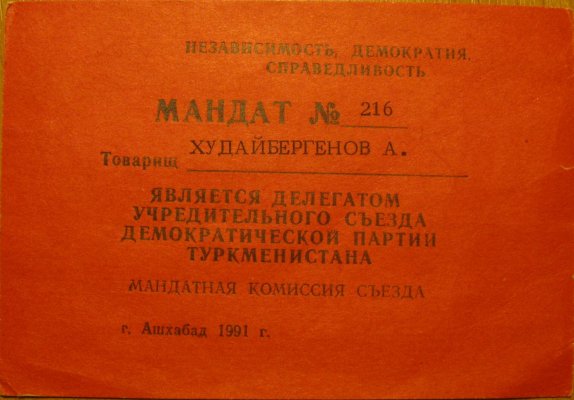 НЕЗАВИСИМОСТЬ, ДЕМОКРАТИЯ,
СПРАВЕДЛИВОСТЬ
МАНДАТ № 216
Товарищ ХУДАЙБЕРГЕНОВ А.
ЯВЛЯЕТСЯ ДЕЛЕГАТОМ
УЧРЕДИТЕЛЬНОГО СЪЕЗДА
ДЕМОКРАТИЧЕСКОЙ ПАРТИИ
ТУРКМЕНИСТАНА
МАНДАТНАЯ КОМИССИЯ СЪЕЗДА
г. Ашхабад 1991 г.